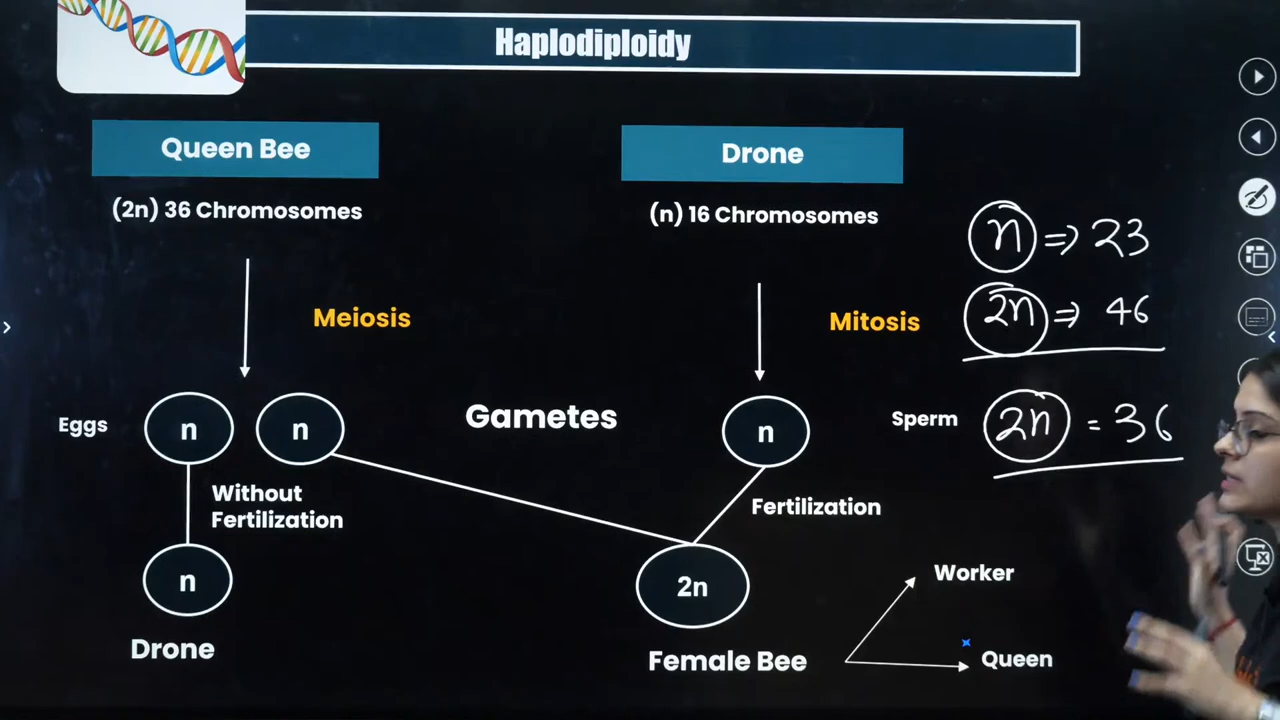 Haplodiploidy
Queen Bee
Drone
(2n) 36 Chromosomes
(n) 16 Chromosomes
n => 23
Meiosis
Mitosis
2n => 46
Eggs
n
n
Gametes
n
Sperm
2n = 36
Without
Fertilization
Fertilization
n
2n
Worker
Drone
Female Bee
Queen